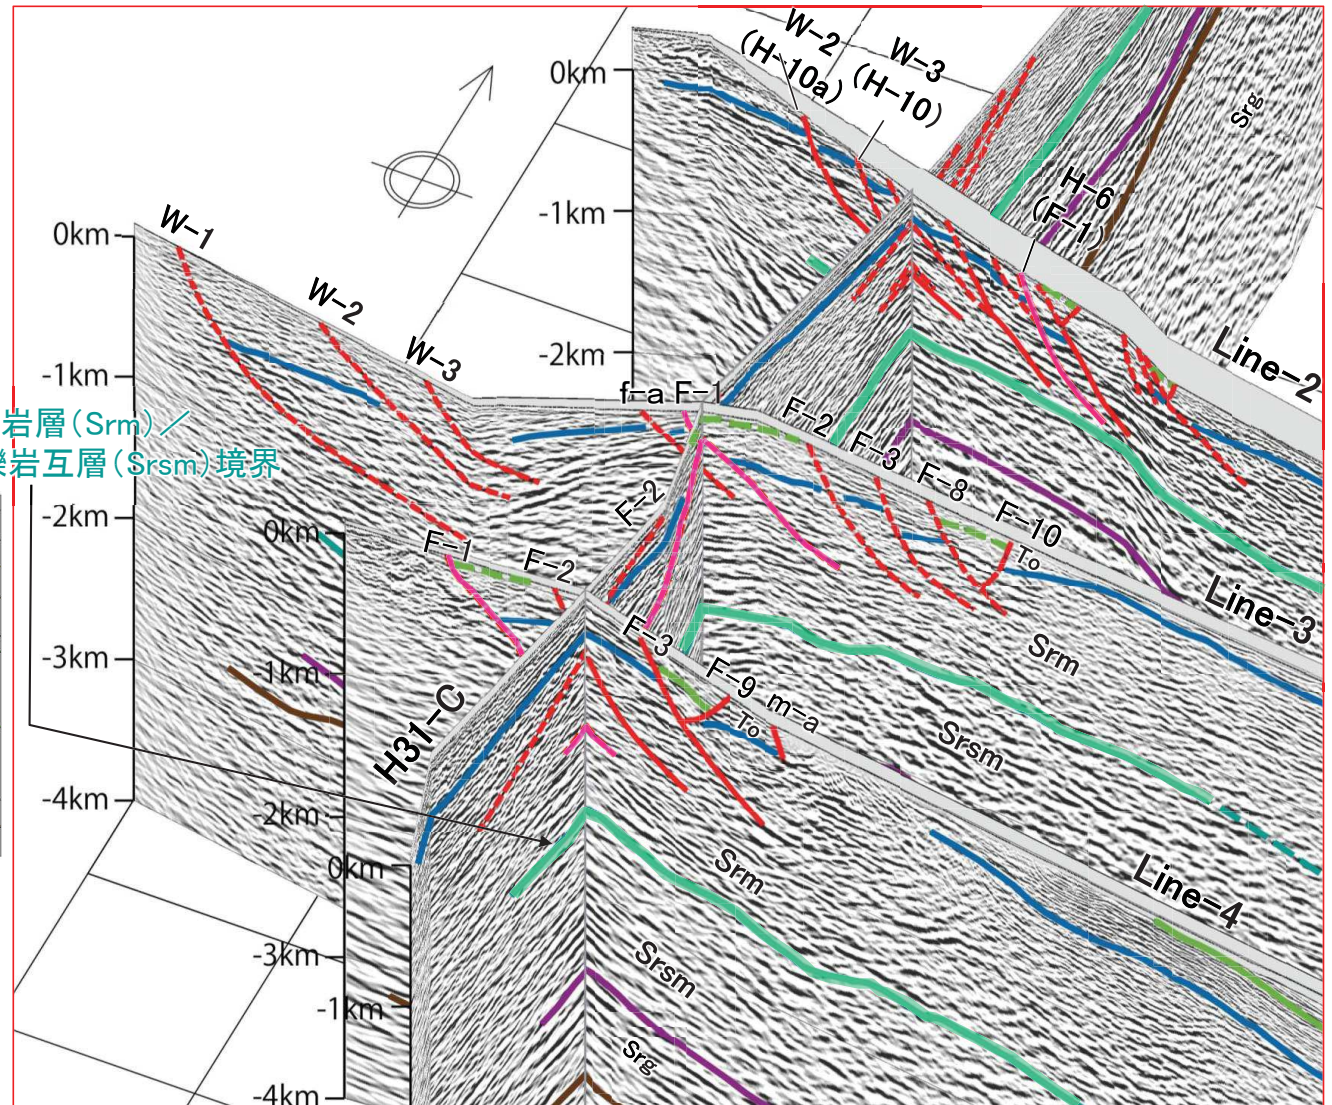 W-2
(H-10a)
W-3
(H-10)
0km
-1km
-2km
Srg
H-6
(F-1)
Line-2
0km
-1km
-2km
-3km
-4km
W-1
W-2
W-3
岩層(Srm)/
岩互層(Srsm)境界
f-a
F-1
F-2
F-3
F-8
F-10
To
Line-3
Srm
Srsm
0km
-1km
-2km
-3km
-4km
F-1
F-2
F-2
F-3
F-9
m-a
To
H31-C
Line-4
Srm
Srsm
Srg
0km
-1km